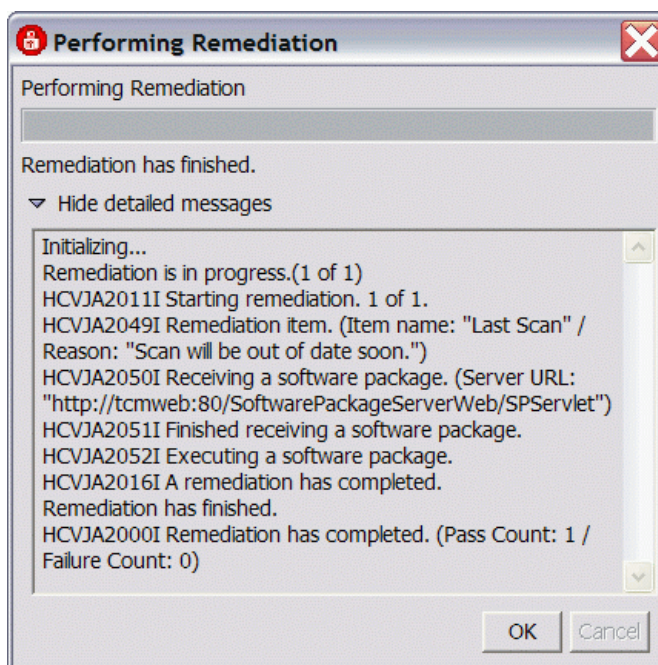 Performing Remediation
Performing Remediation
Remediation has finished.
Hide detailed messages
Initializing...
Remediation is in progress.(1 of 1)
HCVJA2011I Starting remediation. 1 of 1.
HCVJA2049I Remediation item. (Item name: "Last Scan" /
Reason: "Scan will be out of date soon.")
HCVJA2050I Receiving a software package. (Server URL:
"http://tcmweb:80/SoftwarePackageServerWeb/SPServlet")
HCVJA2051I Finished receiving a software package.
HCVJA2052I Executing a software package.
HCVJA2016I A remediation has completed.
Remediation has finished.
HCVJA2000I Remediation has completed. (Pass Count: 1 /
Failure Count: 0)
OK
Cancel